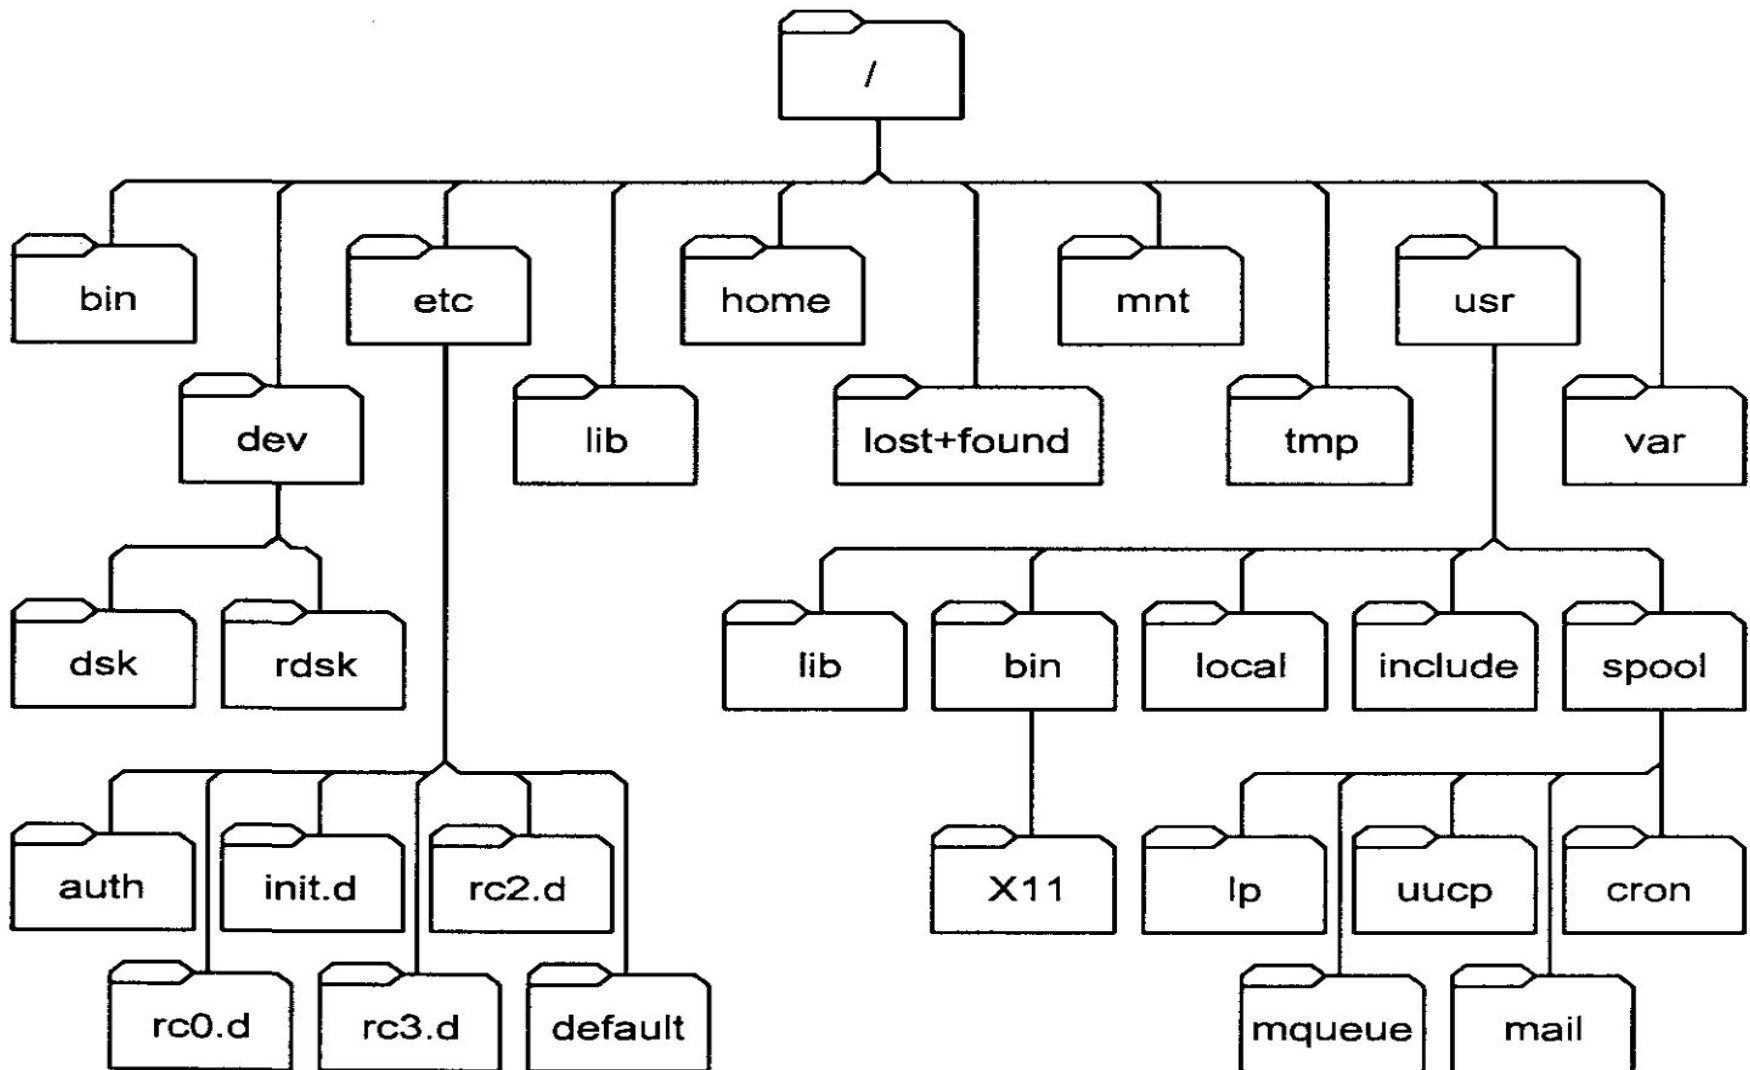 /
bin
etc
home
mnt
usr
dev
lib
lost+found
tmp
var
dsk
rdsk
lib
bin
local
include
spool
auth
init.d
rc2.d
X11
lp
uucp
cron
rc0.d
rc3.d
default
mqueue
mail